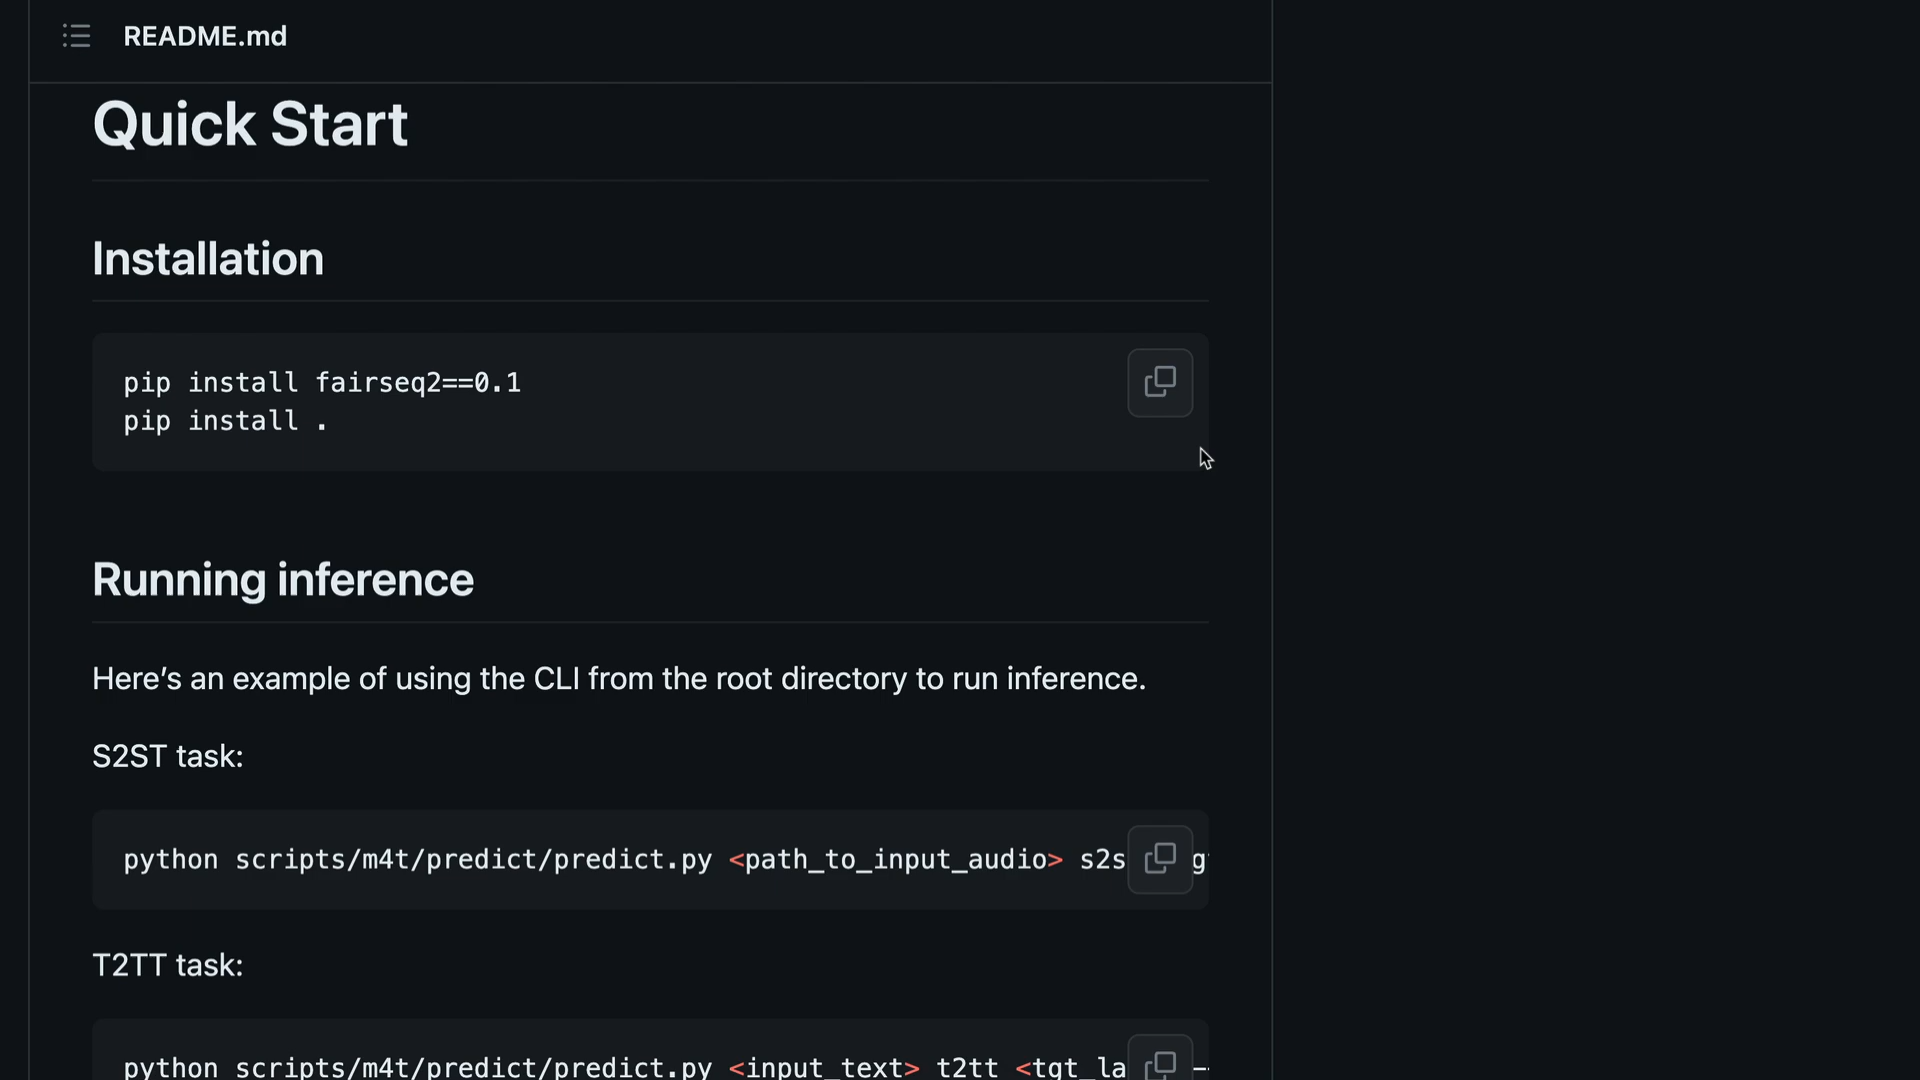 README.md
Quick Start
Installation
pip install fairseq2==0.1
pip install .
Running inference
Here’s an example of using the CLI from the root directory to run inference.
S2ST task:
python scripts/m4t/predict/predict.py <path_to_input_audio> s2s
T2TT task:
python scripts/m4t/predict/predict.py <input_text> t2tt <tgt_la